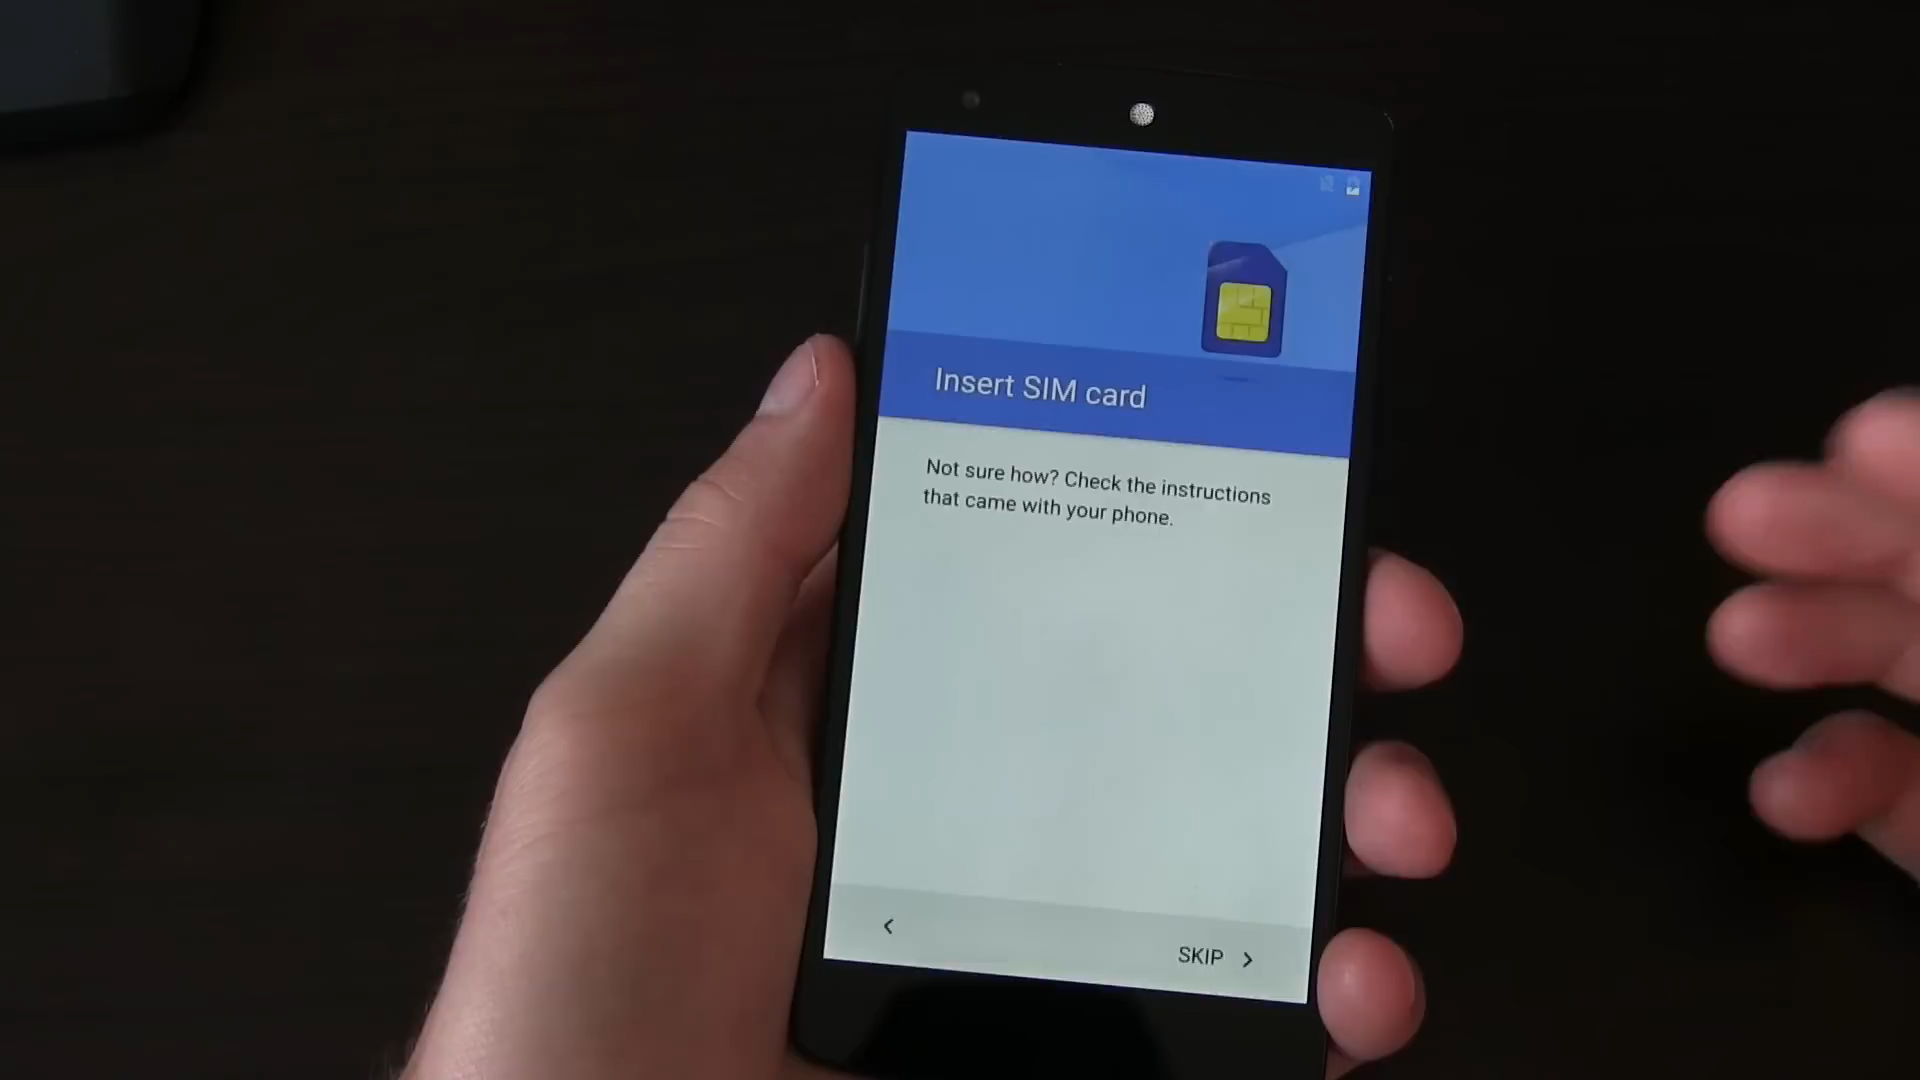 Insert SIM card
Not sure how? Check the instructions
that came with your phone.
SKIP